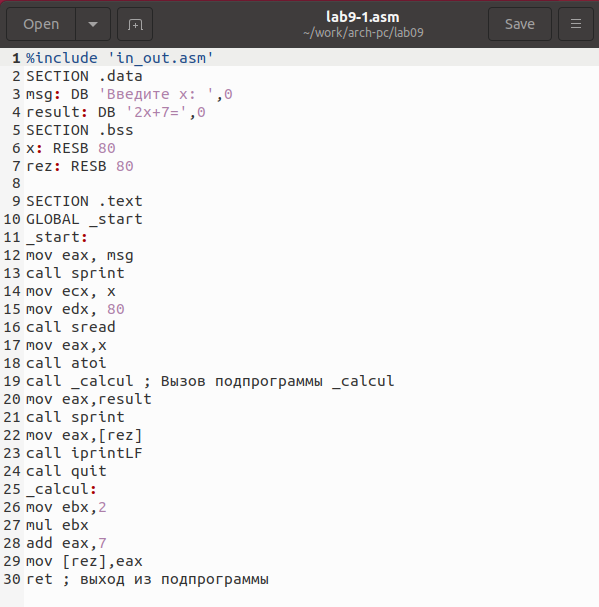 Open
lab9-1.asm
~/work/arch-pc/lab09
Save
1 %include 'in_out.asm'
2 SECTION .data
3 msg: DB 'Введите x: ',0
4 result: DB '2x+7=',0
5 SECTION .bss
6 x: RESB 80
7 rez: RESB 80
8
9 SECTION .text
10 GLOBAL _start
11 _start:
12 mov eax, msg
13 call sprint
14 mov ecx, x
15 mov edx, 80
16 call sread
17 mov eax,x
18 call atoi
19 call _calcul ; Вызов подпрограммы _calcul
20 mov eax,result
21 call sprint
22 mov eax,[rez]
23 call iprintLF
24 call quit
25 _calcul:
26 mov ebx,2
27 mul ebx
28 add eax,7
29 mov [rez],eax
30 ret ; выход из подпрограммы